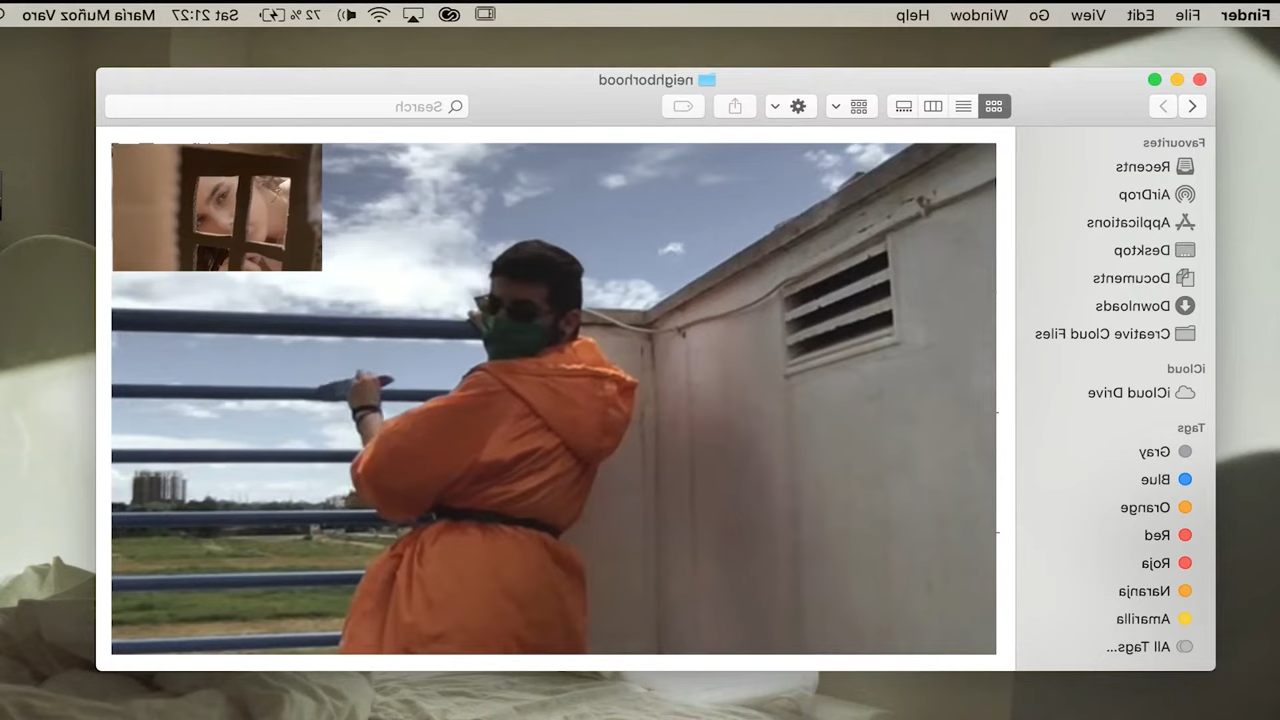 Finder File Edit View Go Window Help
72 % Sat 21:27 María Muñoz Varo
neighborhood
Search
Favourites
Recents
AirDrop
Applications
Desktop
Documents
Downloads
Creative Cloud Files
iCloud
iCloud Drive
Tags
Gray
Blue
Orange
Red
Roja
Naranja
Amarilla
All Tags...